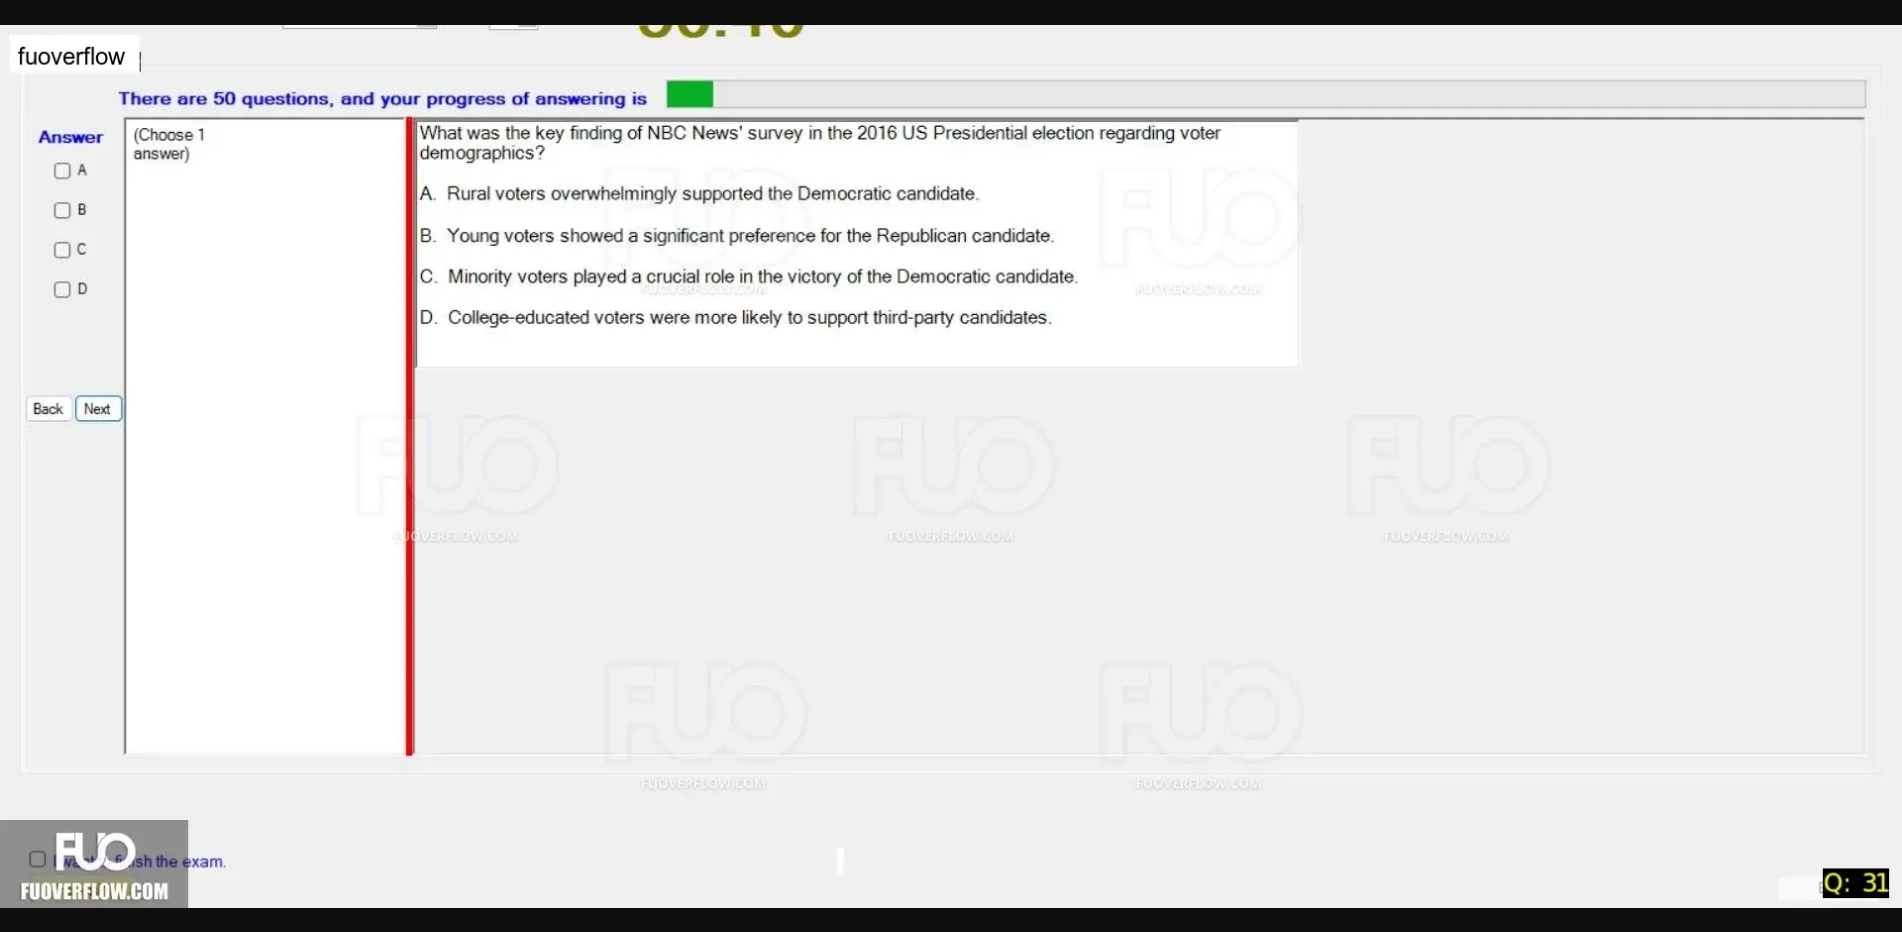 fuoverflow
There are 50 questions, and your progress of answering is
Answer
A
B
C
D
Back Next
(Choose 1
answer)
What was the key finding of NBC News' survey in the 2016 US Presidential election regarding voter
demographics?
A. Rural voters overwhelmingly supported the Democratic candidate.
B. Young voters showed a significant preference for the Republican candidate.
C. Minority voters played a crucial role in the victory of the Democratic candidate.
D. College-educated voters were more likely to support third-party candidates.
FUO
FUOVERFLOW.COM
FUO
FUOVERFLOW.COM
FUO
FUOVERFLOW.COM
FUO
FUOVERFLOW.COM
FUO
FUOVERFLOW.COM
FUO
FUOVERFLOW.COM
FUO
FUOVERFLOW.COM
FUO
the exam.
FUOVERFLOW.COM
Q: 31